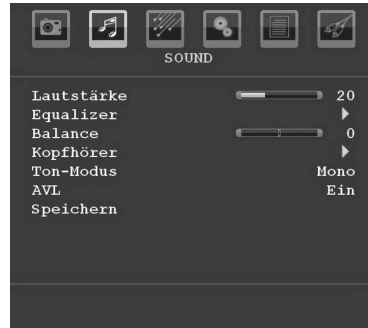 SOUND
Lautstärke 20
Equalizer
Balance 0
Kopfhörer
Ton-Modus Mono
AVL Ein
Speichern